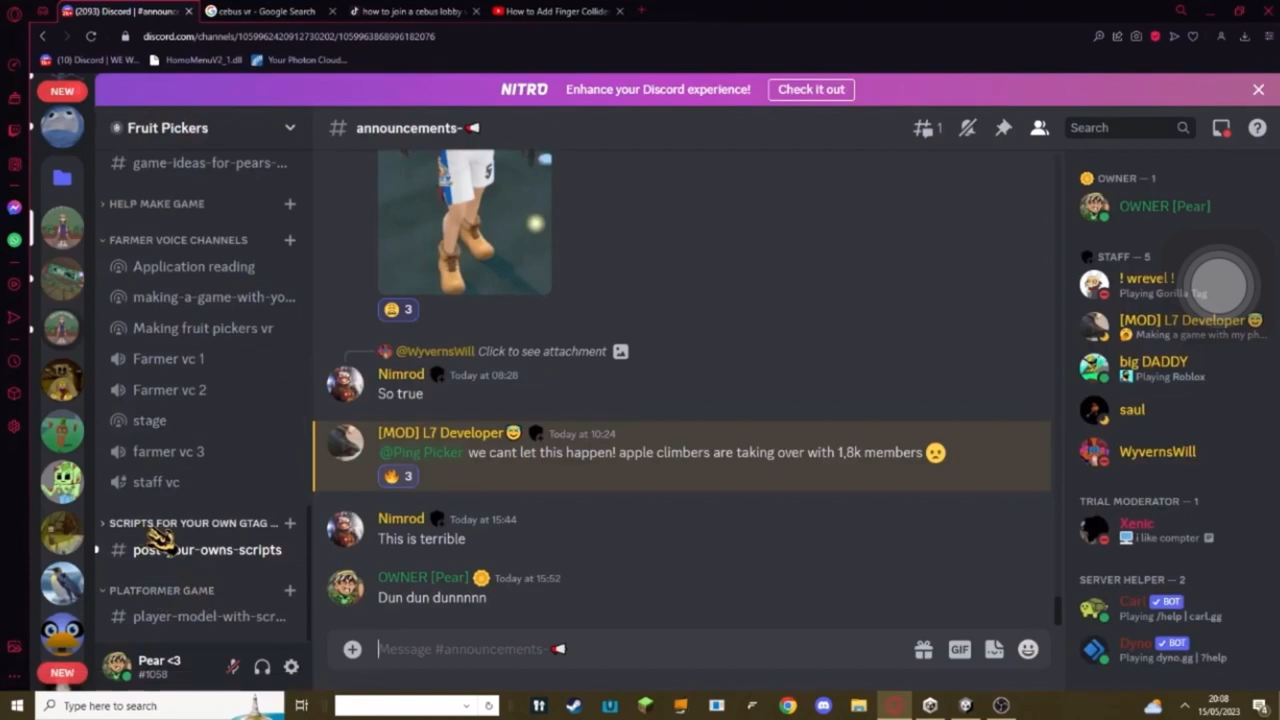 (2093) Discord | #announc
cebus vr - Google Search
how to join a cebus lobby
How to Add Finger Collide
discord.com/channels/1059962420912730202/1059963868996182076
(10) Discord | WE W...
HomoMenuV2_1.dll
Your Photon Cloud...
NEW
NITRO
Enhance your Discord experience!
Check it out
Fruit Pickers
# announcements-
1
Search
# game-ideas-for-pears-...
HELP MAKE GAME
FARMER VOICE CHANNELS
Application reading
making-a-game-with-yo...
Making fruit pickers vr
Farmer vc 1
Farmer vc 2
stage
farmer vc 3
staff vc
SCRIPTS FOR YOUR OWN GTAG ...
PLATFORMER GAME
# player-model-with-scr...
Pear <3
#1058
NEW
3
@WyvernsWill Click to see attachment
Nimrod Today at 08:28
So true
[MOD] L7 Developer Today at 10:24
@Ping Picker we cant let this happen! apple climbers are taking over with 1,8k members
3
Nimrod Today at 15:44
This is terrible
OWNER [Pear] Today at 15:52
Dun dun dunnnnn
Message #announcements-
GIF
OWNER — 1
OWNER [Pear]
STAFF — 5
! wrevel !
Playing Gorilla Tag
[MOD] L7 Developer
Making a game with my ph...
big DADDY
Playing Roblox
saul
WyvernsWill
TRIAL MODERATOR — 1
Xenic
i like compter
SERVER HELPER — 2
Carl BOT
Playing /help | carl.gg
Dyno BOT
Playing dyno.gg | ?help
Type here to search
20:08
15/05/2023
4